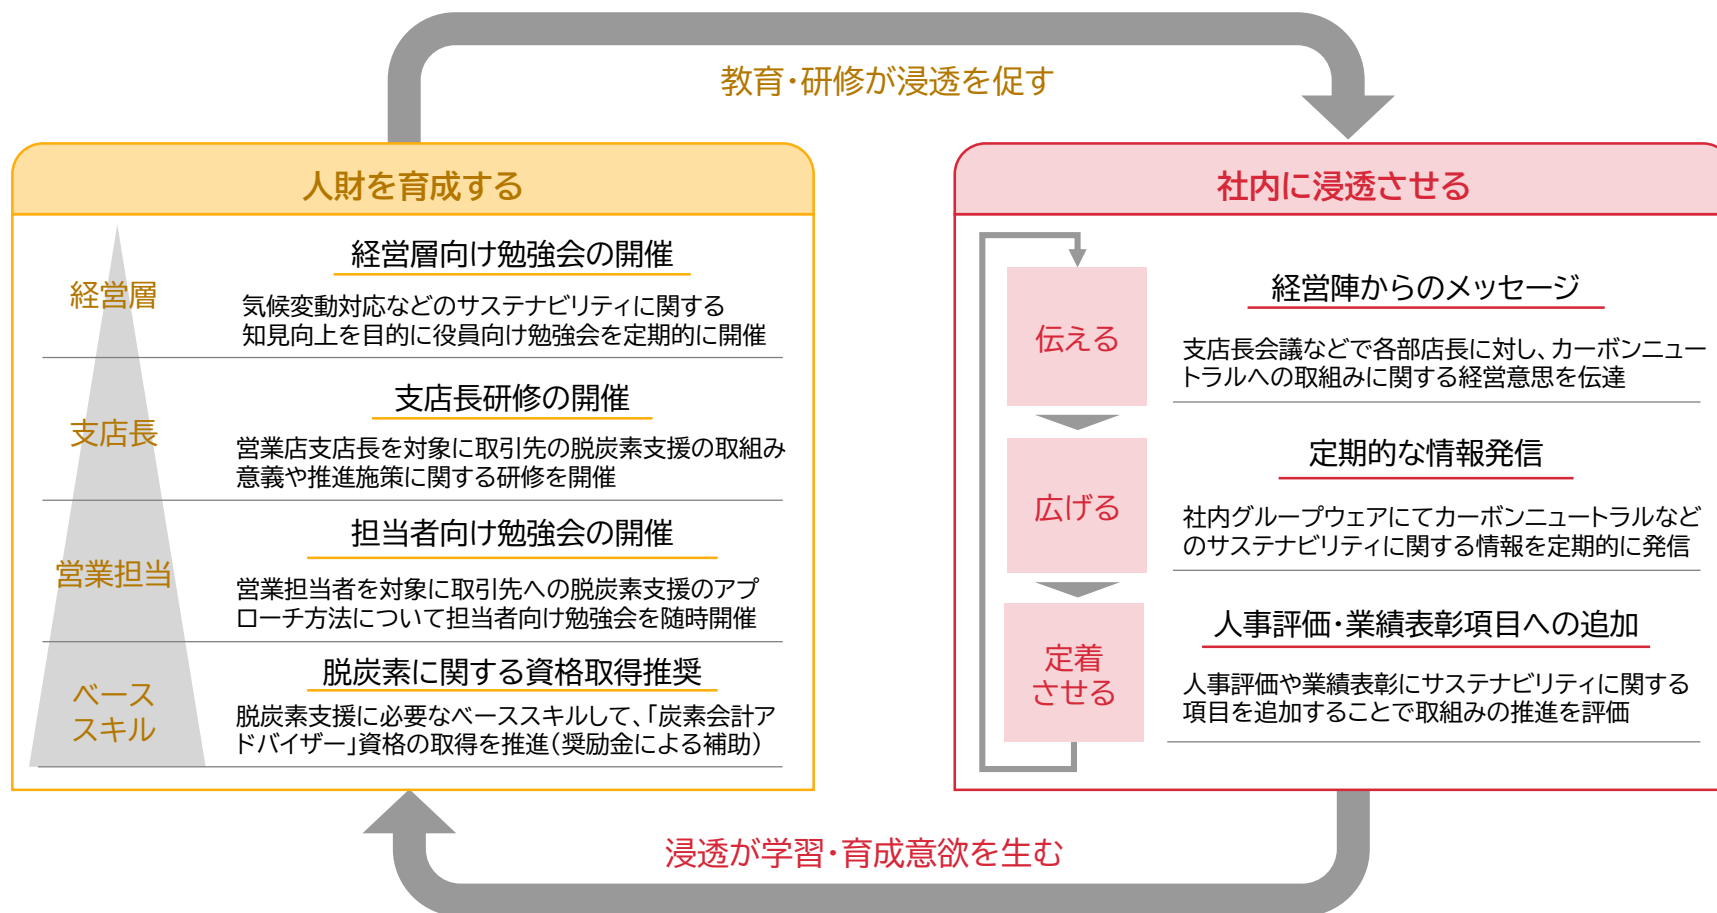 教育・研修が浸透を促す
人財を育成する
経営層
経営層向け勉強会の開催
気候変動対応などのサステナビリティに関する
知見向上を目的に役員向け勉強会を定期的に開催
支店長
支店長研修の開催
営業店支店長を対象に取引先の脱炭素支援の取組み
意義や推進施策に関する研修を開催
営業担当
担当者向け勉強会の開催
営業担当者を対象に取引先への脱炭素支援のアプ
ローチ方法について担当者向け勉強会を随時開催
ベース
スキル
脱炭素に関する資格取得推奨
脱炭素支援に必要なベーススキルして、「炭素会計ア
ドバイザー」資格の取得を推進（奨励金による補助）
社内に浸透させる
伝える
経営陣からのメッセージ
支店長会議などで各部店長に対し、カーボンニュー
トラルへの取組みに関する経営意思を伝達
広げる
定期的な情報発信
社内グループウェアにてカーボンニュートラルなど
のサステナビリティに関する情報を定期的に発信
定着
させる
人事評価・業績表彰項目への追加
人事評価や業績表彰にサステナビリティに関する
項目を追加することで取組みの推進を評価
浸透が学習・育成意欲を生む